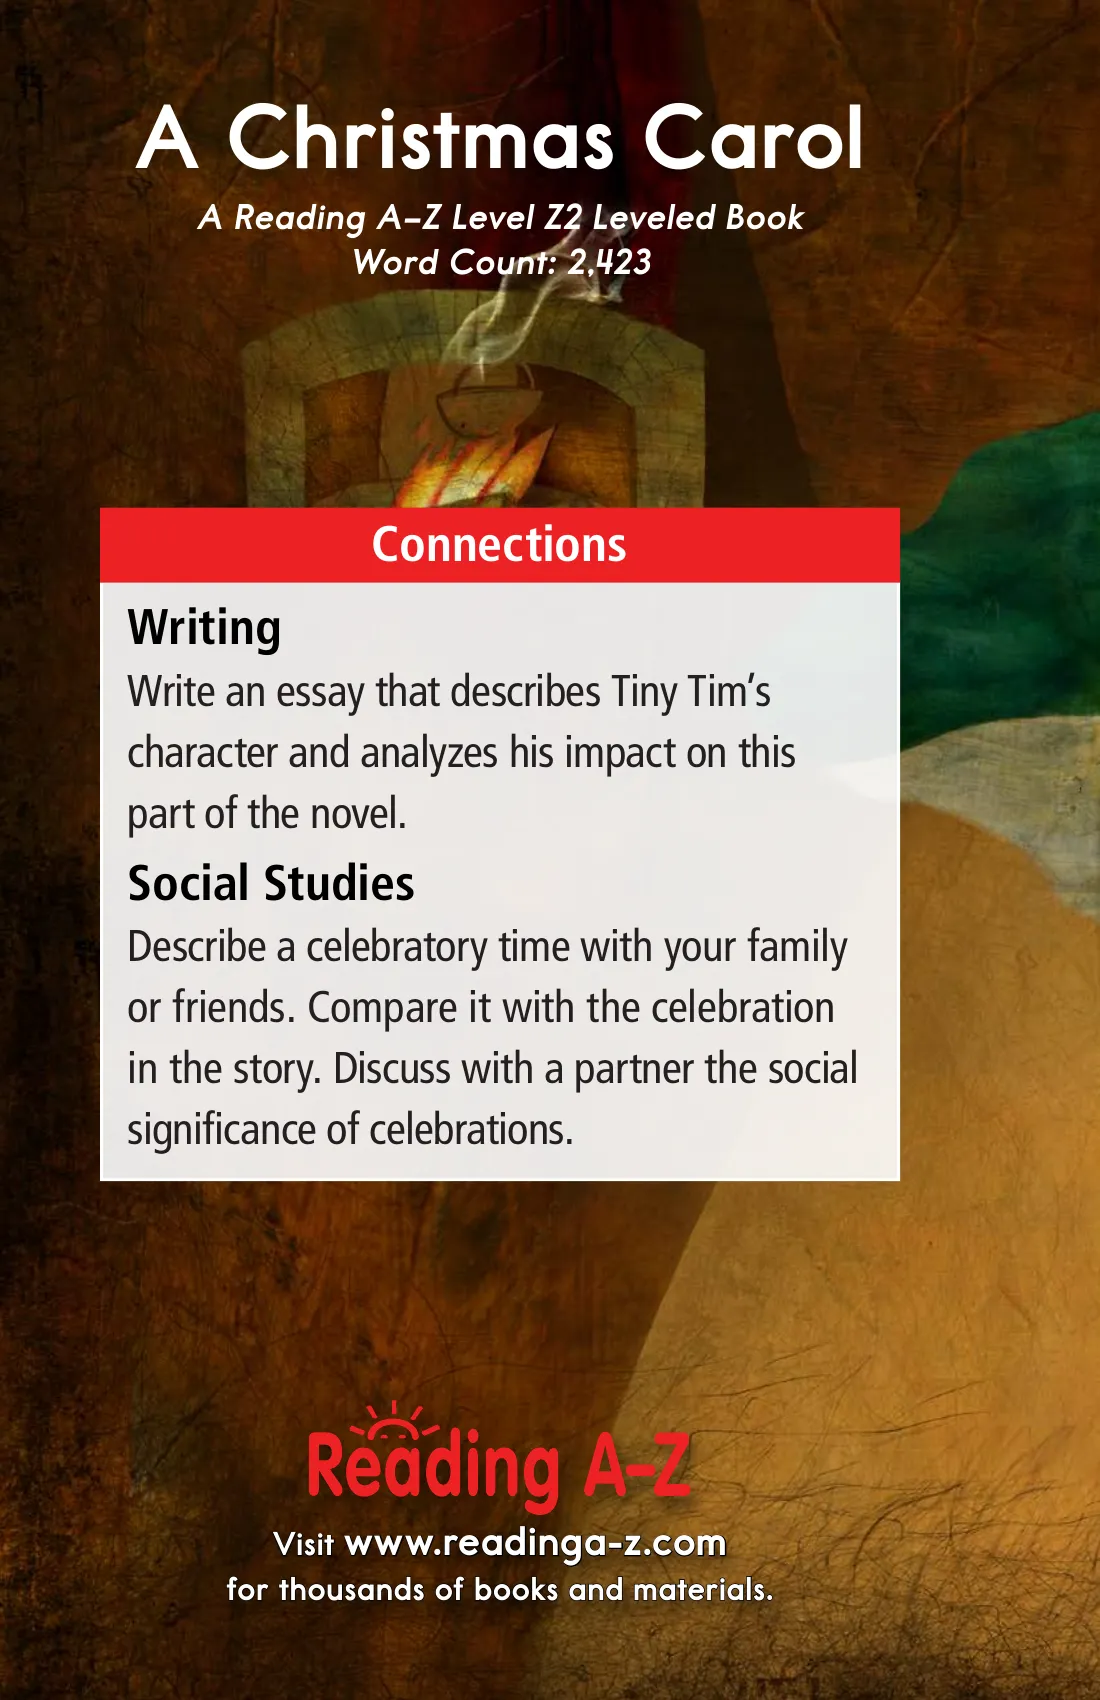 A Christmas Carol
A Reading A–Z Level Z2 Leveled Book
Word Count: 2,423
Connections
Writing
Write an essay that describes Tiny Tim’s
character and analyzes his impact on this
part of the novel.
Social Studies
Describe a celebratory time with your family
or friends. Compare it with the celebration
in the story. Discuss with a partner the social
significance of celebrations.
Reading A–Z
Visit www.readinga-z.com
for thousands of books and materials.